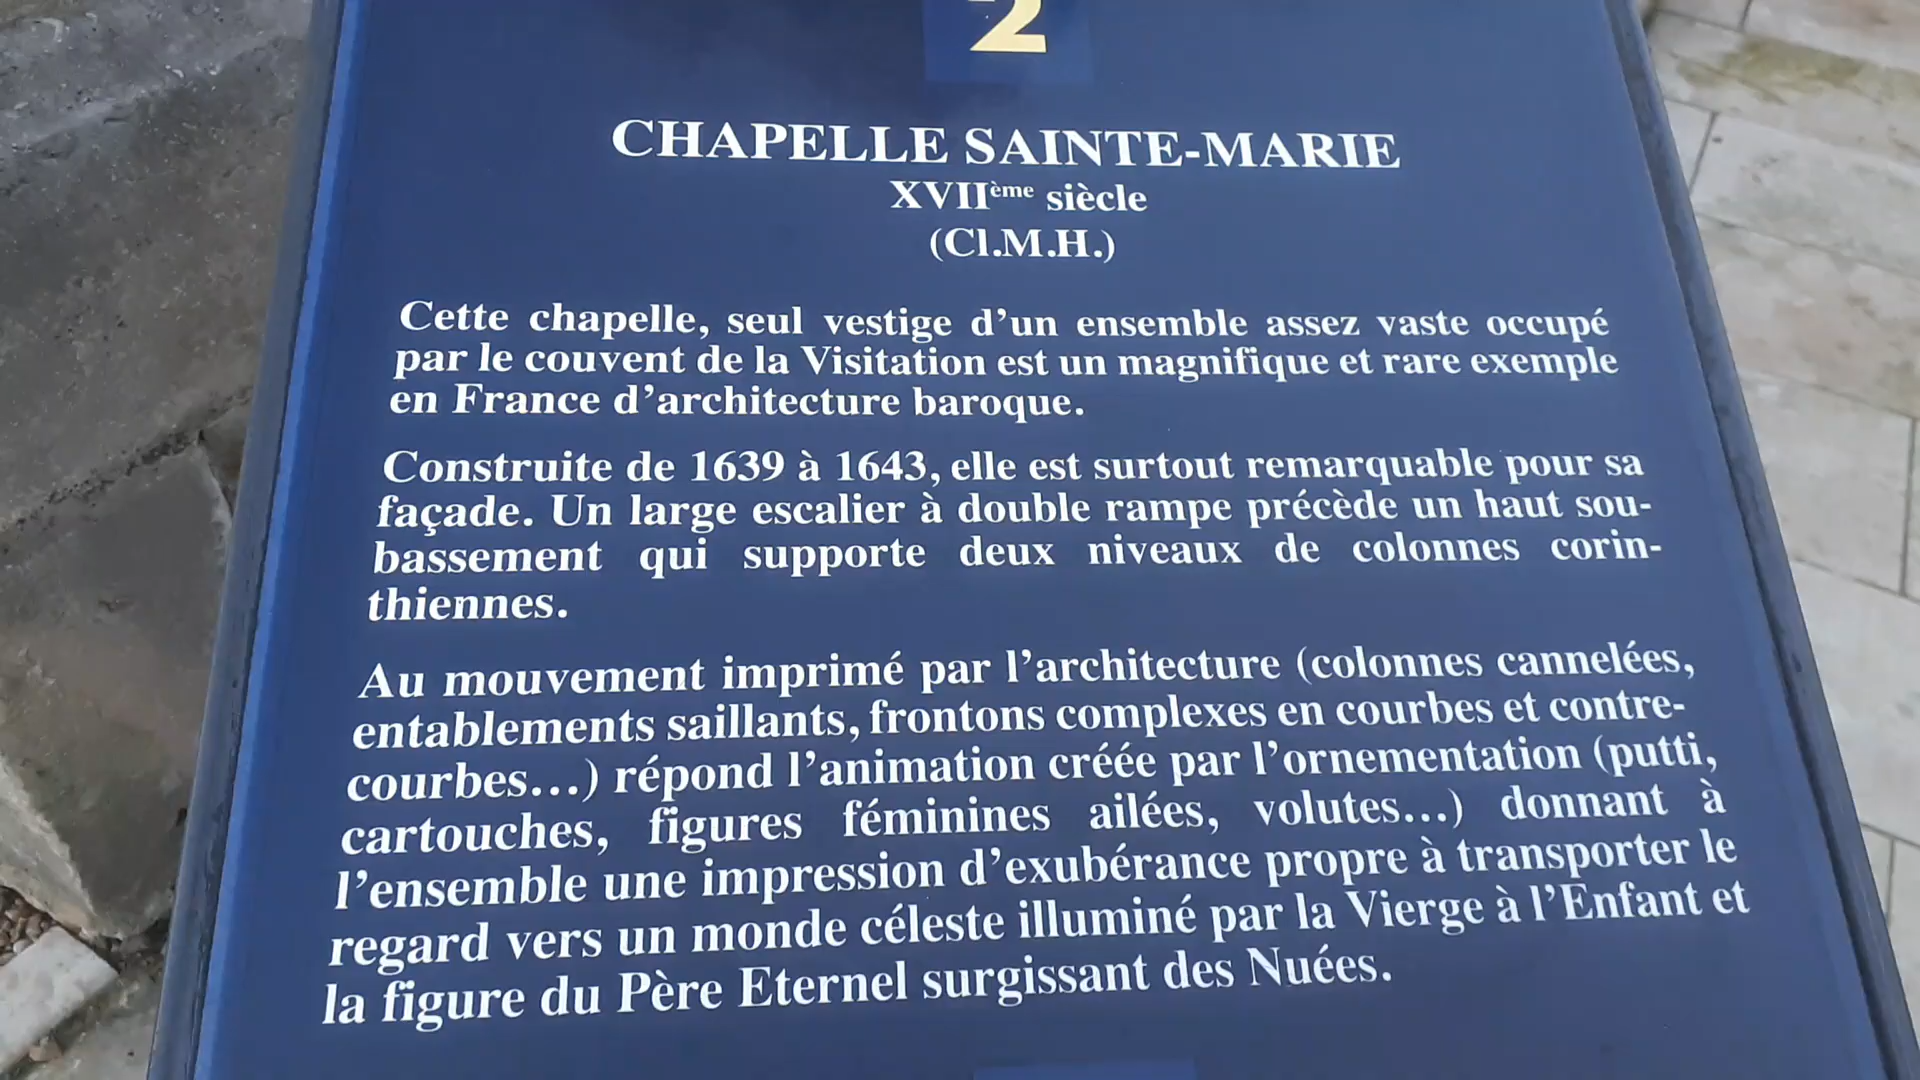 2
CHAPELLE SAINTE-MARIE
XVIIème siècle
(Cl.M.H.)
Cette chapelle, seul vestige d’un ensemble assez vaste occupé
par le couvent de la Visitation est un magnifique et rare exemple
en France d’architecture baroque.
Construite de 1639 à 1643, elle est surtout remarquable pour sa
façade. Un large escalier à double rampe précède un haut sou-
bassement qui supporte deux niveaux de colonnes corin-
thiennes.
Au mouvement imprimé par l’architecture (colonnes cannelées,
entablements saillants, frontons complexes en courbes et contre-
courbes...) répond l’animation créée par l’ornementation (putti,
cartouches, figures féminines ailées, volutes...) donnant à
l’ensemble une impression d’exubérance propre à transporter le
regard vers un monde céleste illuminé par la Vierge à l’Enfant et
la figure du Père Eternel surgissant des Nuées.